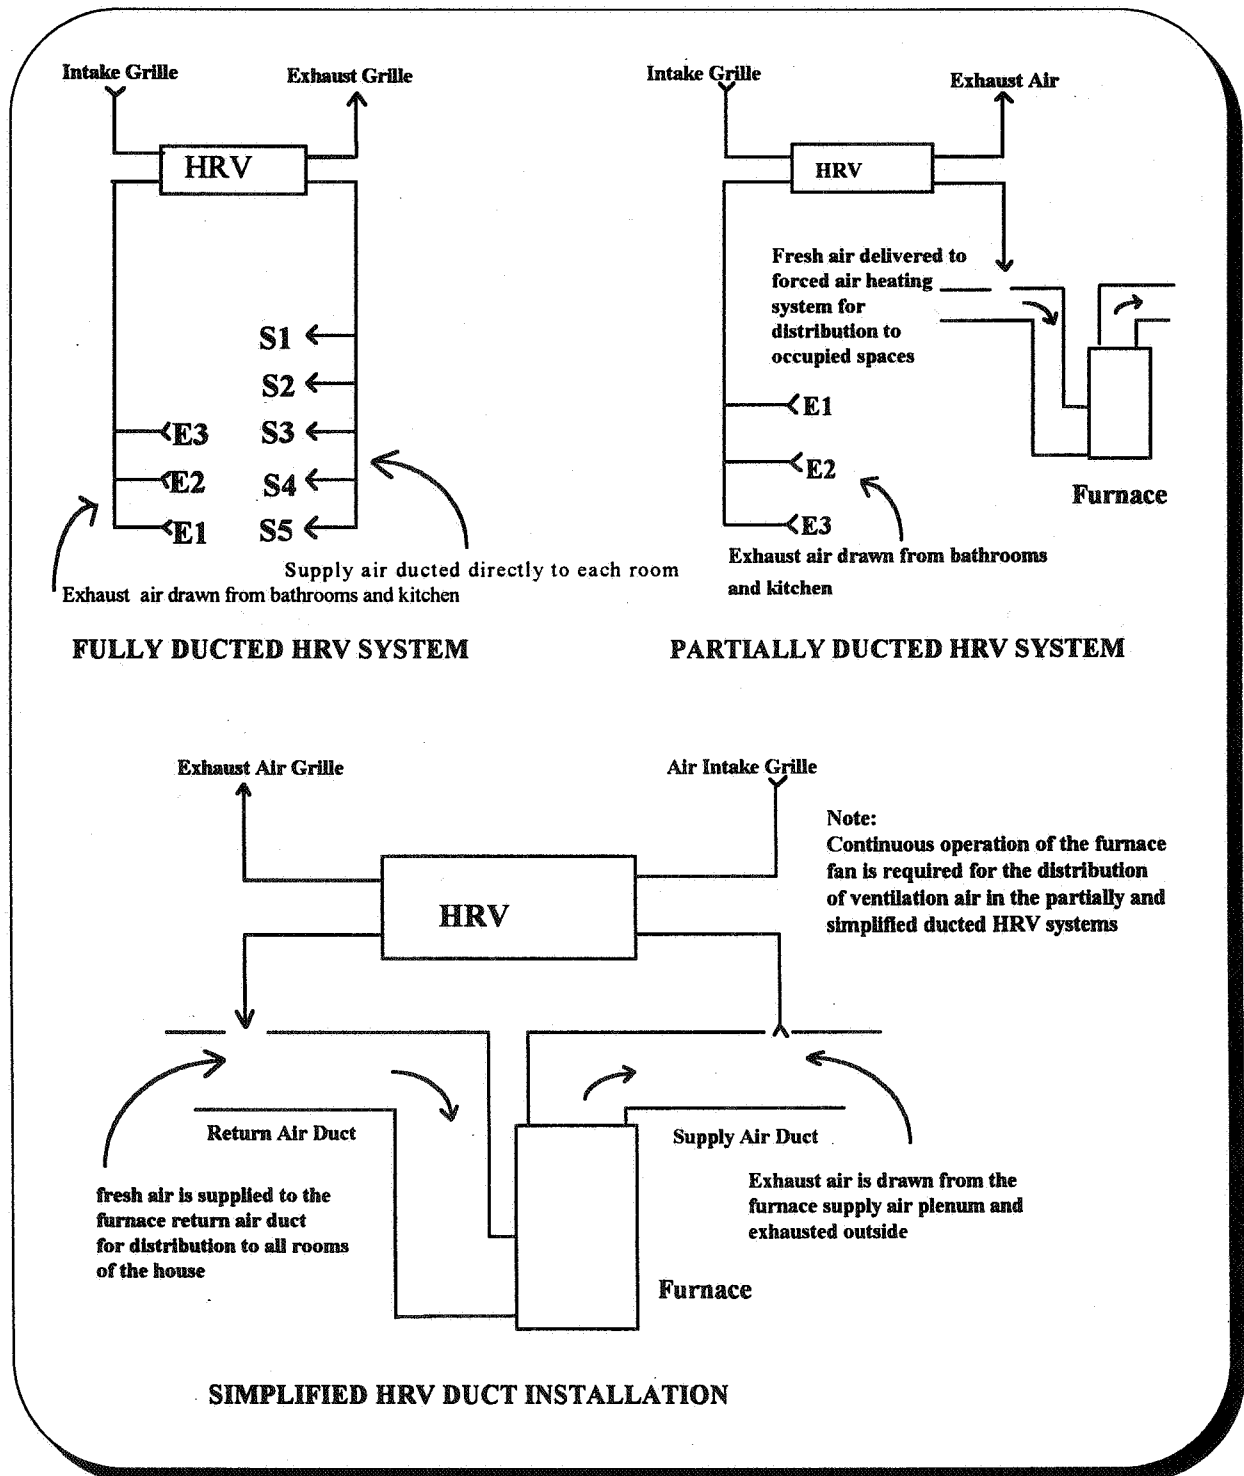 Intake Grille
Exhaust Grille
HRV
S1
S2
S3
S4
S5
E3
E2
E1
Supply air ducted directly to each room
Exhaust air drawn from bathrooms and kitchen
FULLY DUCTED HRV SYSTEM
Intake Grille
Exhaust Air
HRV
Fresh air delivered to
forced air heating
system for
distribution to
occupied spaces
E1
E2
E3
Furnace
Exhaust air drawn from bathrooms
and kitchen
PARTIALLY DUCTED HRV SYSTEM
Exhaust Air Grille
Air Intake Grille
HRV
Note:
Continuous operation of the furnace
fan is required for the distribution
of ventilation air in the partially and
simplified ducted HRV systems
Return Air Duct
Supply Air Duct
fresh air is supplied to the
furnace return air duct
for distribution to all rooms
of the house
Exhaust air is drawn from the
furnace supply air plenum and
exhausted outside
Furnace
SIMPLIFIED HRV DUCT INSTALLATION